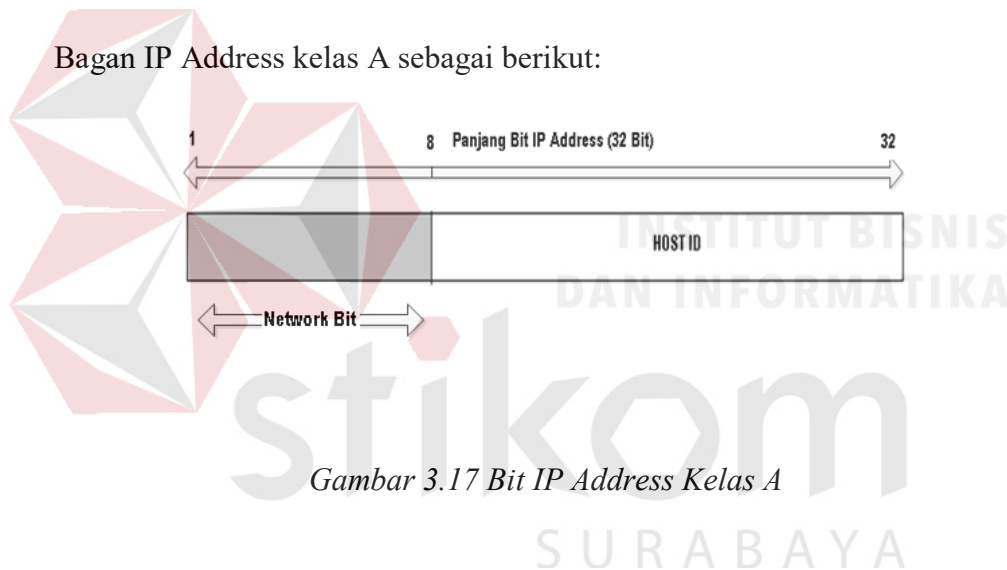 Bagan IP Address kelas A sebagai berikut:
1 8 Panjang Bit IP Address (32 Bit) 32
INSTITUT BISNIS
HOST ID
DAN INFORMATIKA
Network Bit
stikom
Gambar 3.17 Bit IP Address Kelas A
SURABAYA